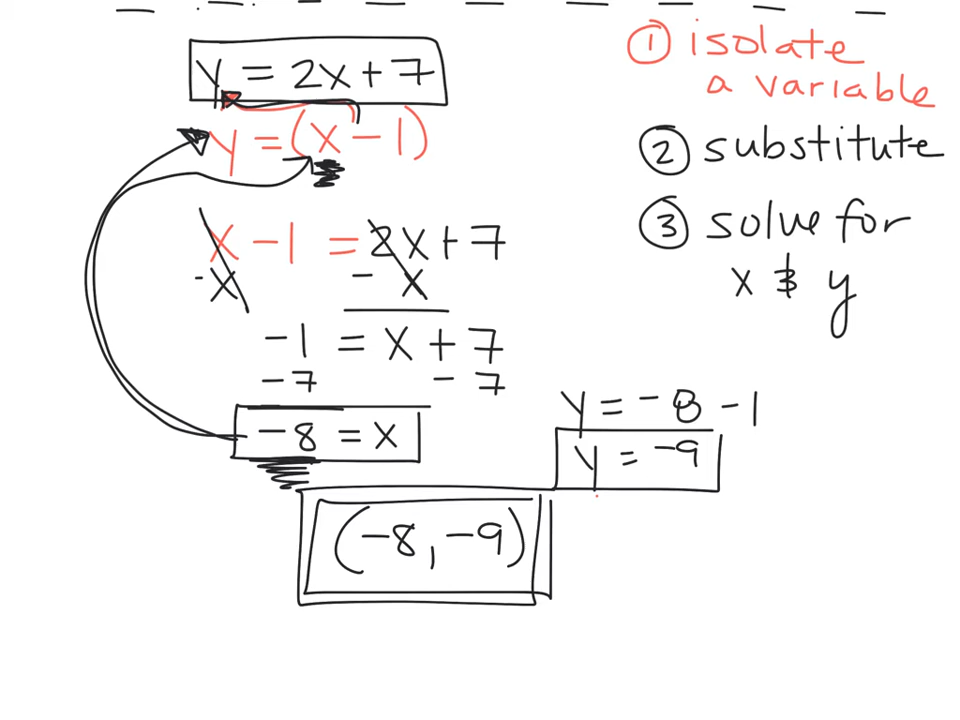 y = 2x + 7
y = (x - 1)
x - 1 = 2x + 7
- x - x
-1 = x + 7
-7 - 7
-8 = x
y = -8 - 1
y = -9
(-8, -9)
① isolate
a variable
② substitute
③ solve for
x & y